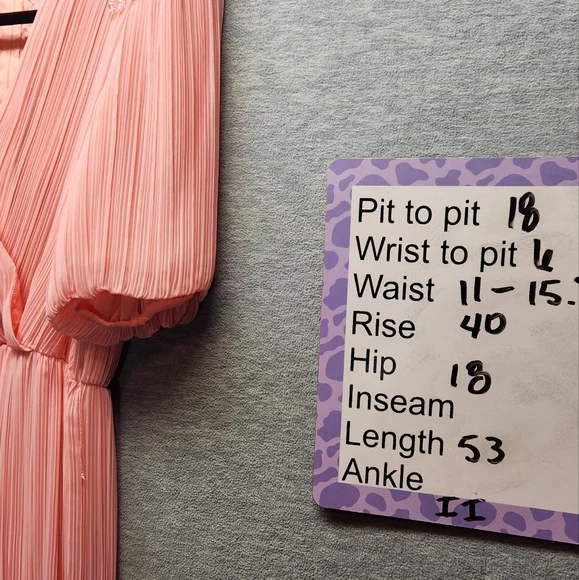 Pit to pit 18
Wrist to pit 6
Waist 11-15.
Rise 40
Hip 18
Inseam
Length 53
Ankle
II